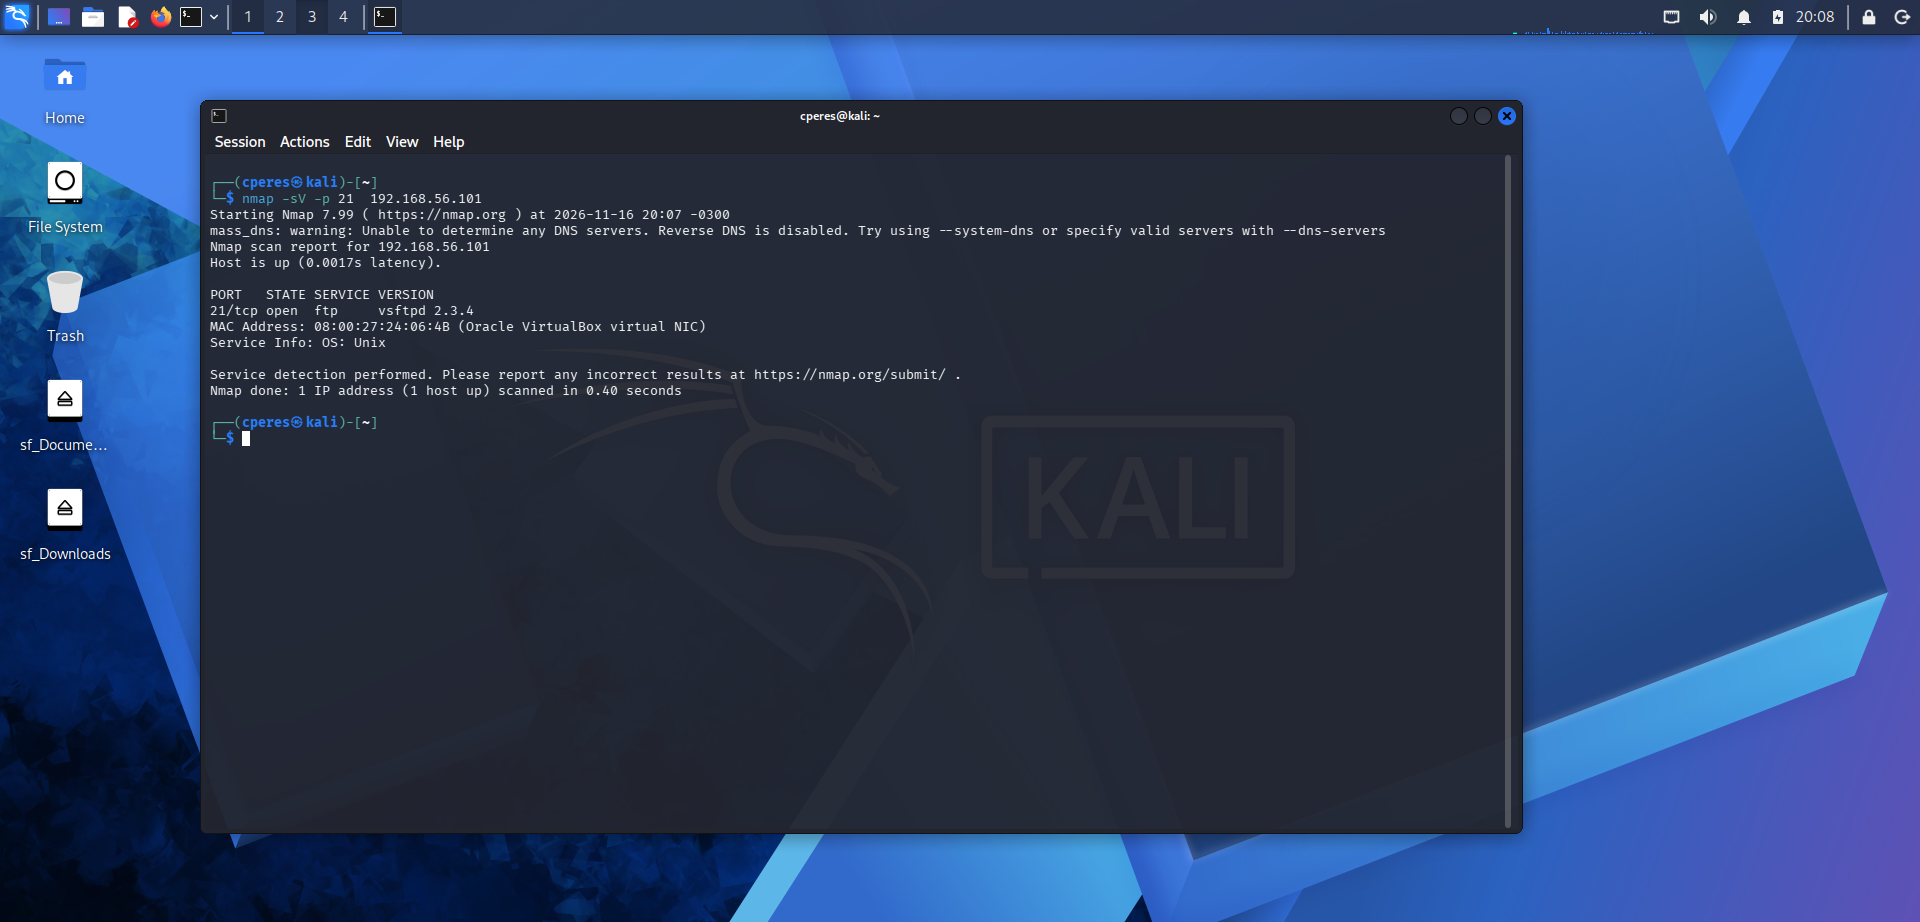 1 2 3 4 20:08
Home
File System
Trash
sf_Docume...
sf_Downloads
cperes@kali: ~
Session Actions Edit View Help
┌──(cperes㉿kali)-[~]
└─$ nmap -sV -p 21  192.168.56.101
Starting Nmap 7.99 ( https://nmap.org ) at 2026-11-16 20:07 -0300
mass_dns: warning: Unable to determine any DNS servers. Reverse DNS is disabled. Try using --system-dns or specify valid servers with --dns-servers
Nmap scan report for 192.168.56.101
Host is up (0.0017s latency).
PORT   STATE SERVICE VERSION
21/tcp open  ftp     vsftpd 2.3.4
MAC Address: 08:00:27:24:06:4B (Oracle VirtualBox virtual NIC)
Service Info: OS: Unix
Service detection performed. Please report any incorrect results at https://nmap.org/submit/ .
Nmap done: 1 IP address (1 host up) scanned in 0.40 seconds
┌──(cperes㉿kali)-[~]
└─$
KALI